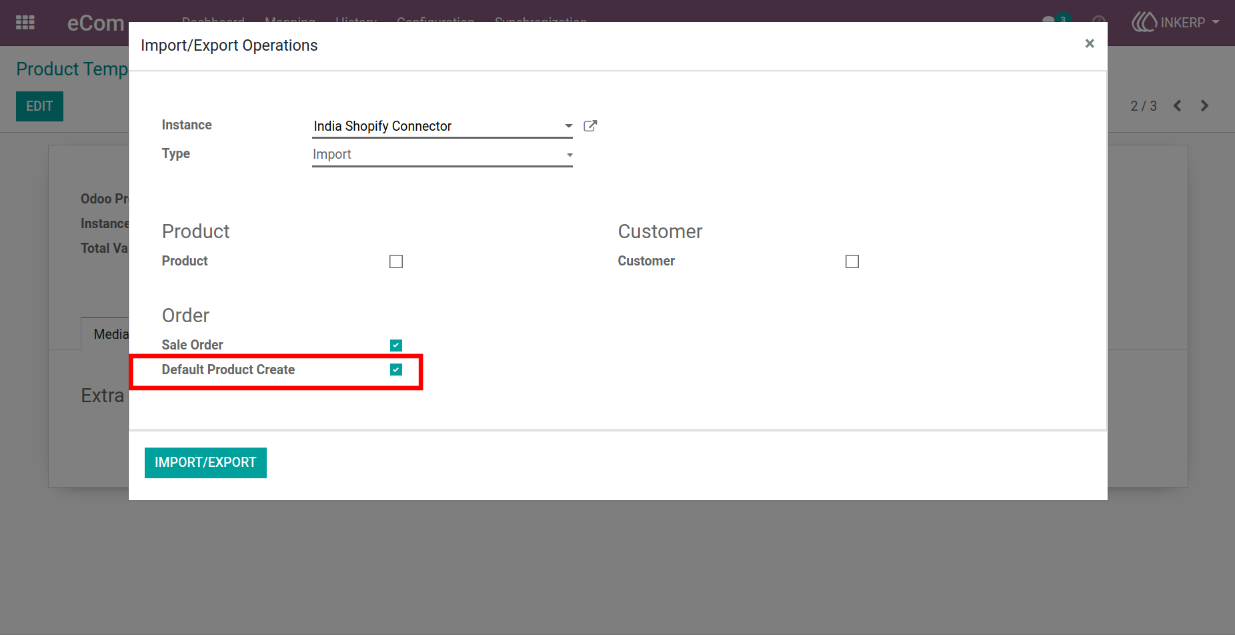 eCom Dashboard Mapping History Configuration Synchronization 3 INKERP
Import/Export Operations ×
Product Temp
EDIT
2 / 3
Instance India Shopify Connector
Type Import
Odoo Pr
Instance
Total Va
Product
Customer
Product
Customer
Order
Media
Sale Order
Default Product Create
Extra
IMPORT/EXPORT